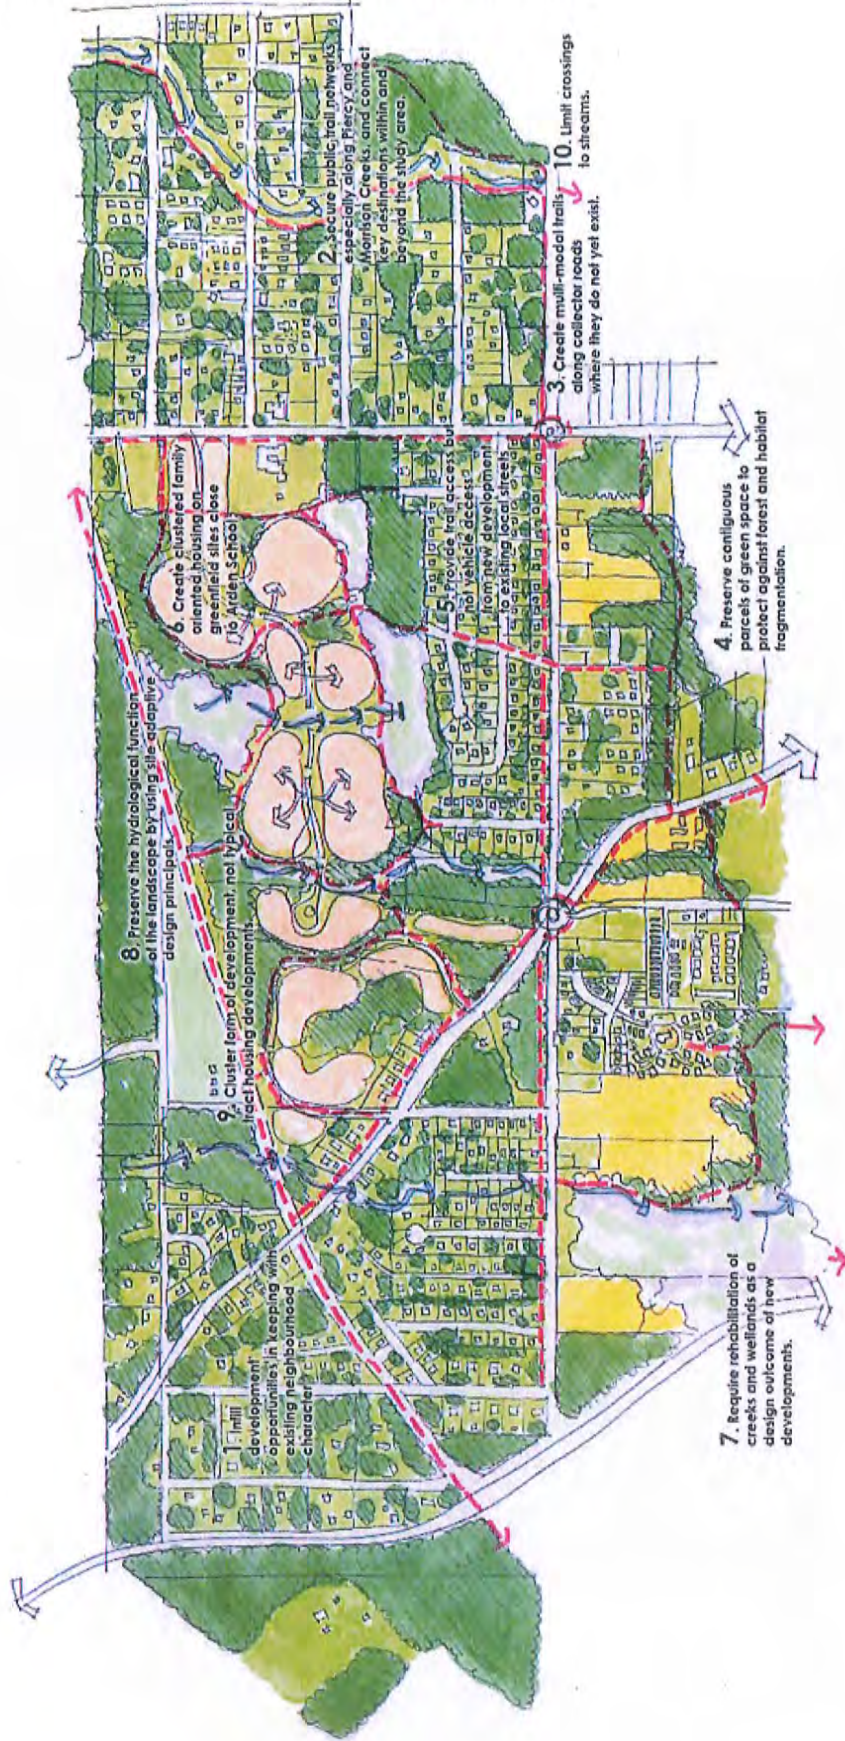 1. Infill
development
opportunities in keeping with
existing neighbourhood
character.
2. Secure public trail networks
especially along Piercy and
Morrison Creeks, and connect
key destinations within and
beyond the study area.
3. Create multi-modal trails
along collector roads
where they do not yet exist.
4. Preserve contiguous
parcels of green space to
protect against forest and habitat
fragmentation.
5. Provide trail access but
not vehicle access
from new development
to existing local streets
6. Create clustered family
oriented housing on
greenfield sites close
to Arden School
7. Require rehabilitation of
creeks and wetlands as a
design outcome of new
developments.
8. Preserve the hydrological function
of the landscape by using site adaptive
design principals.
9. Cluster form of development, not typical
tract housing developments.
10. Limit crossings
to streams.